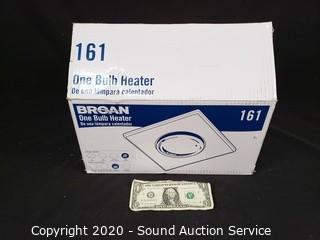 161
One Bulb Heater
De una lámpara calentador
BROAN
One Bulb Heater
De una lámpara calentador
161
Copyright 2020 - Sound Auction Service